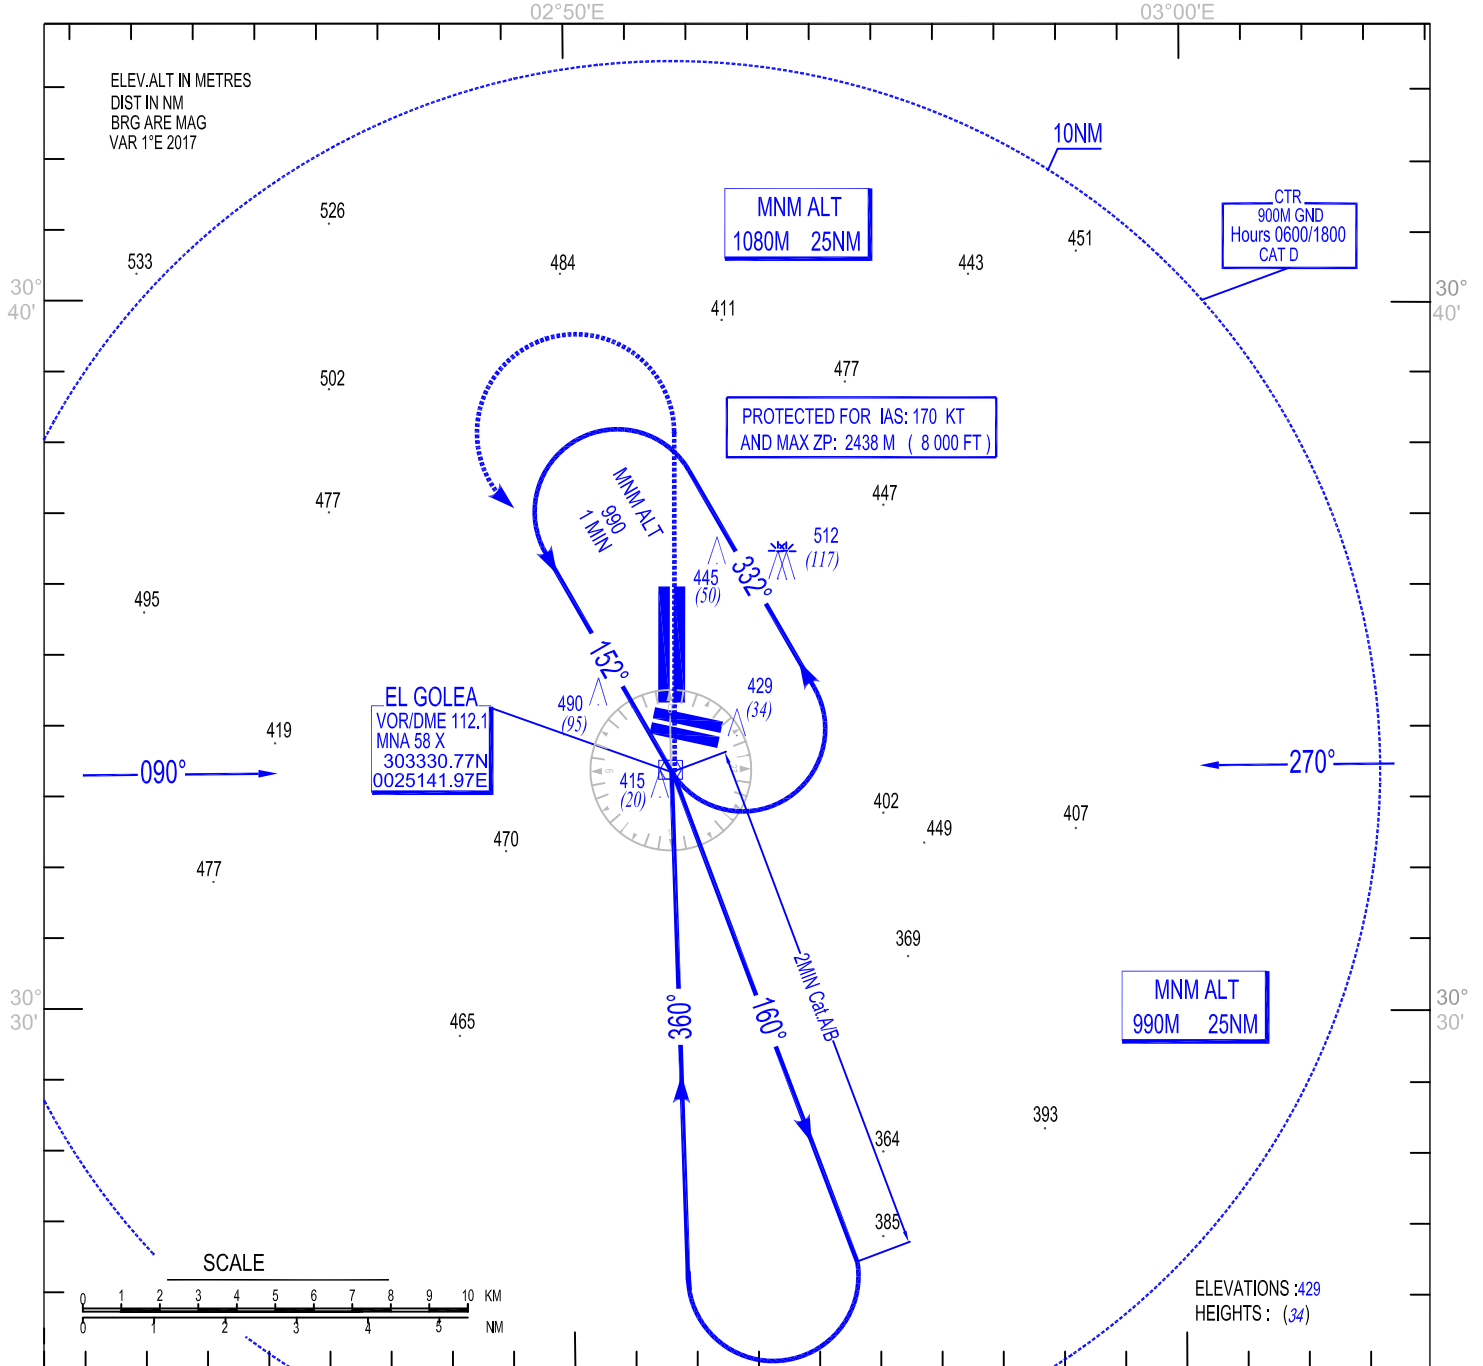 02°50'E
03°00'E
ELEV.ALT IN METRES
DIST IN NM
BRG ARE MAG
VAR 1°E 2017
10NM
CTR
900M GND
Hours 0600/1800
CAT D
MNM ALT
1080M 25NM
526
533
484
443
451
30°
40'
30°
40'
411
502
477
PROTECTED FOR IAS: 170 KT
AND MAX ZP: 2438 M ( 8 000 FT )
MNM ALT
990
1 MIN
477
447
512
(117)
445
(50)
332°
495
152°
490
(95)
429
(34)
EL GOLEA
VOR/DME 112.1
MNA 58 X
303330.77N
0025141.97E
419
090°
270°
415
(20)
402
449
407
470
477
369
2MIN Cat.A/B
360°
160°
30°
30'
30°
30'
MNM ALT
990M 25NM
465
393
364
385
SCALE
0 1 2 3 4 5 6 7 8 9 10 KM
0 1 2 3 4 5 NM
ELEVATIONS :429
HEIGHTS : (34)